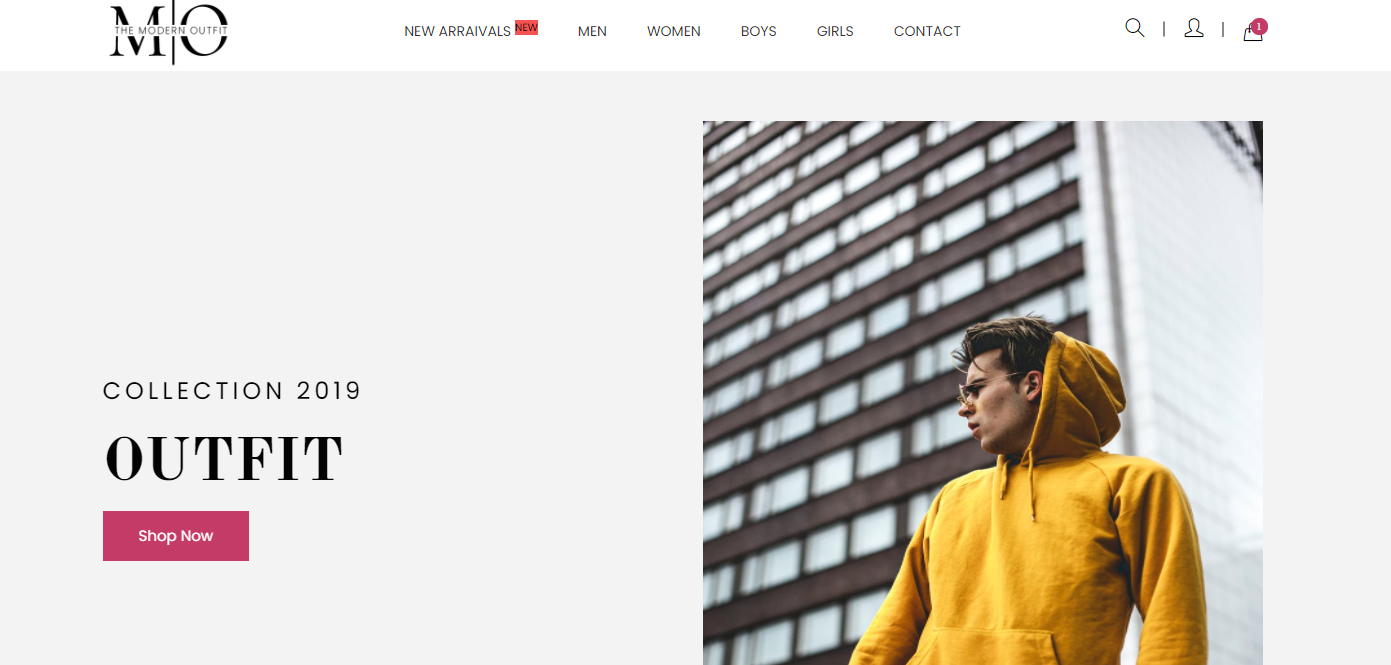 M|O
THE MODERN OUTFIT
NEW ARRAIVALS NEW MEN WOMEN BOYS GIRLS CONTACT
1
COLLECTION 2019
OUTFIT
Shop Now